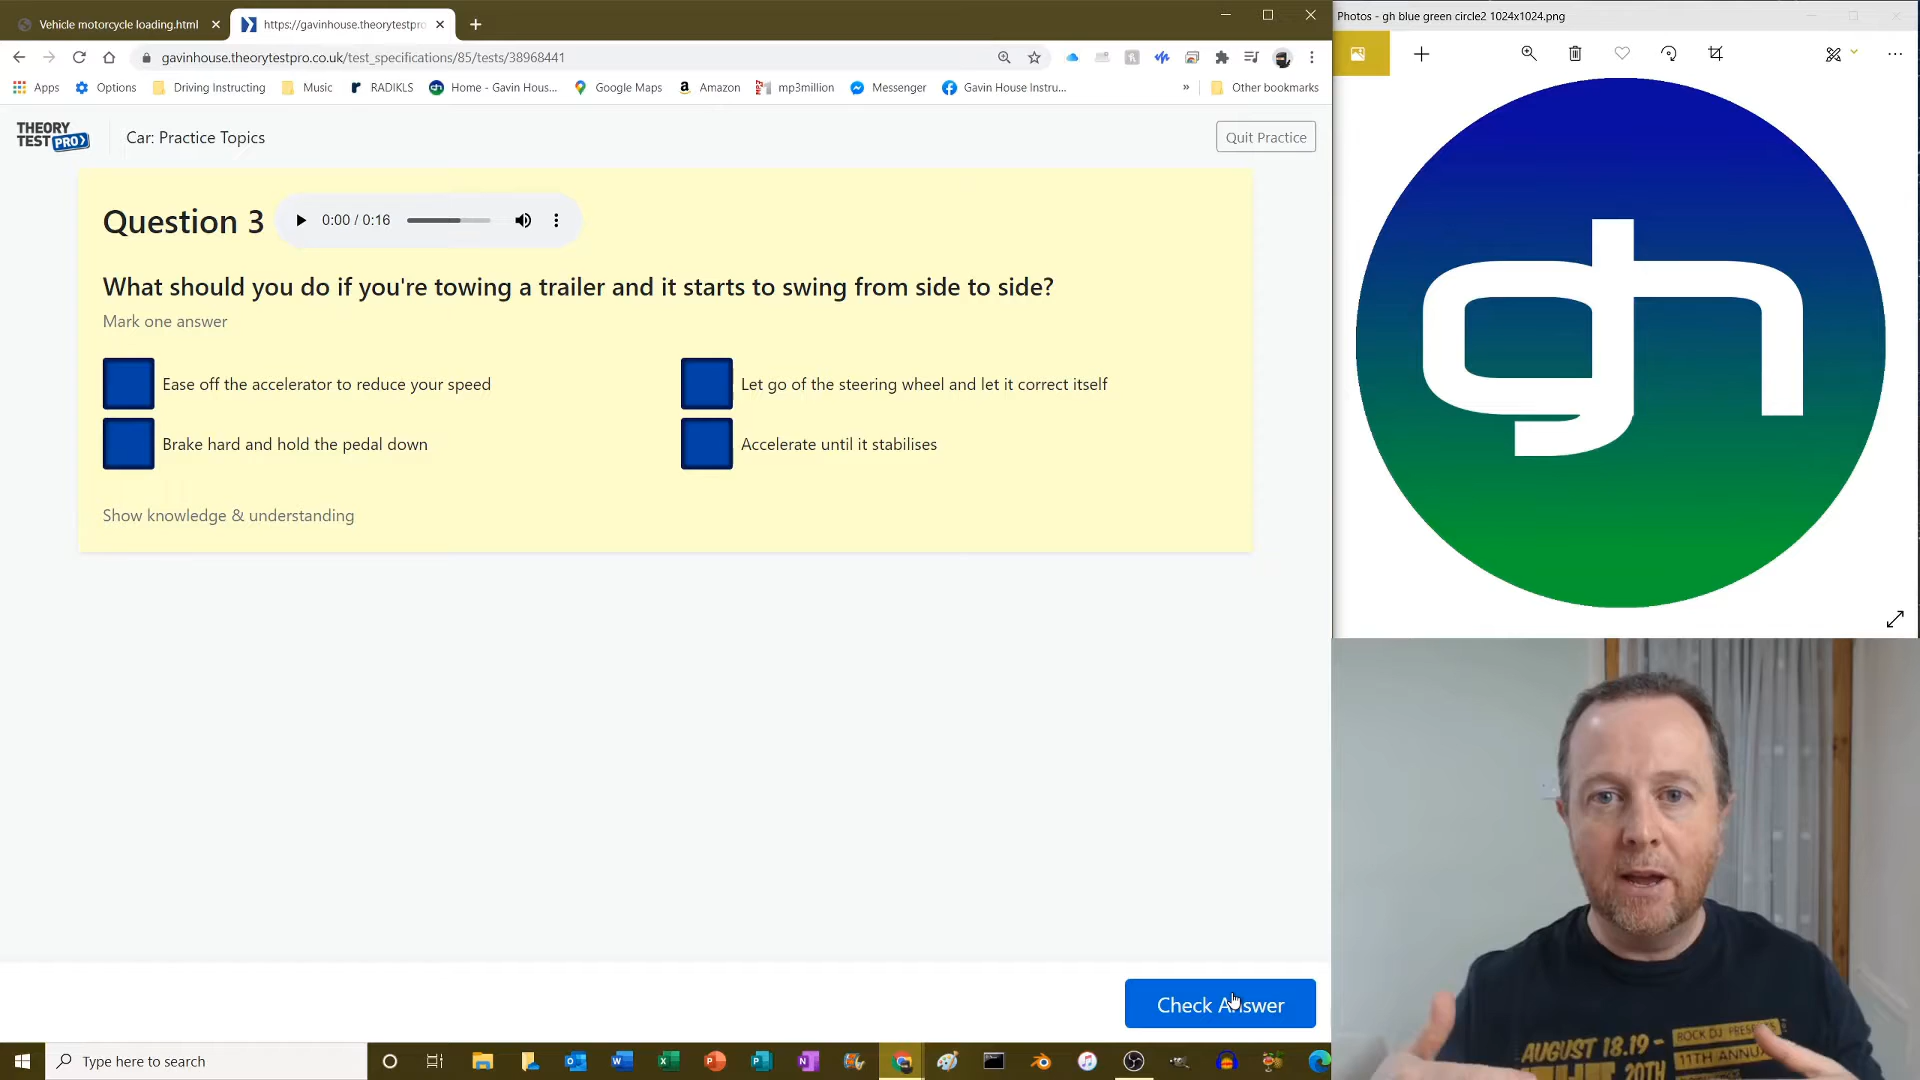 Vehicle motorcycle loading.html
https://gavinhouse.theorytestpro
Photos - gh blue green circle2 1024x1024.png
gavinhouse.theorytestpro.co.uk/test_specifications/85/tests/38968441
Apps Options Driving Instructing Music RADIKLS Home - Gavin Hous... Google Maps Amazon mp3million Messenger Gavin House Instru... » Other bookmarks
THEORY TEST PRO
Car: Practice Topics
Quit Practice
gh
Question 3
0:00 / 0:16
What should you do if you're towing a trailer and it starts to swing from side to side?
Mark one answer
Ease off the accelerator to reduce your speed
Let go of the steering wheel and let it correct itself
Brake hard and hold the pedal down
Accelerate until it stabilises
Show knowledge & understanding
Check Answer
Type here to search
AUGUST 18.19 -
20TH
ROCK DJ PRESENTS
11TH